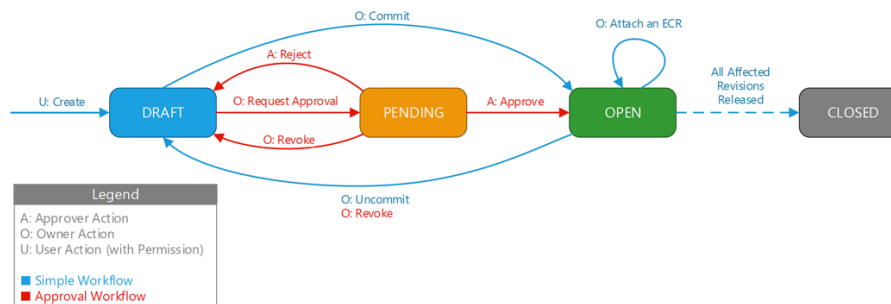 O: Commit
O: Attach an ECR
A: Reject
All Affected
Revisions
Released
U: Create
DRAFT
O: Request Approval
PENDING
A: Approve
OPEN
CLOSED
O: Revoke
O: Uncommit
O: Revoke
Legend
A: Approver Action
O: Owner Action
U: User Action (with Permission)
Simple Workflow
Approval Workflow